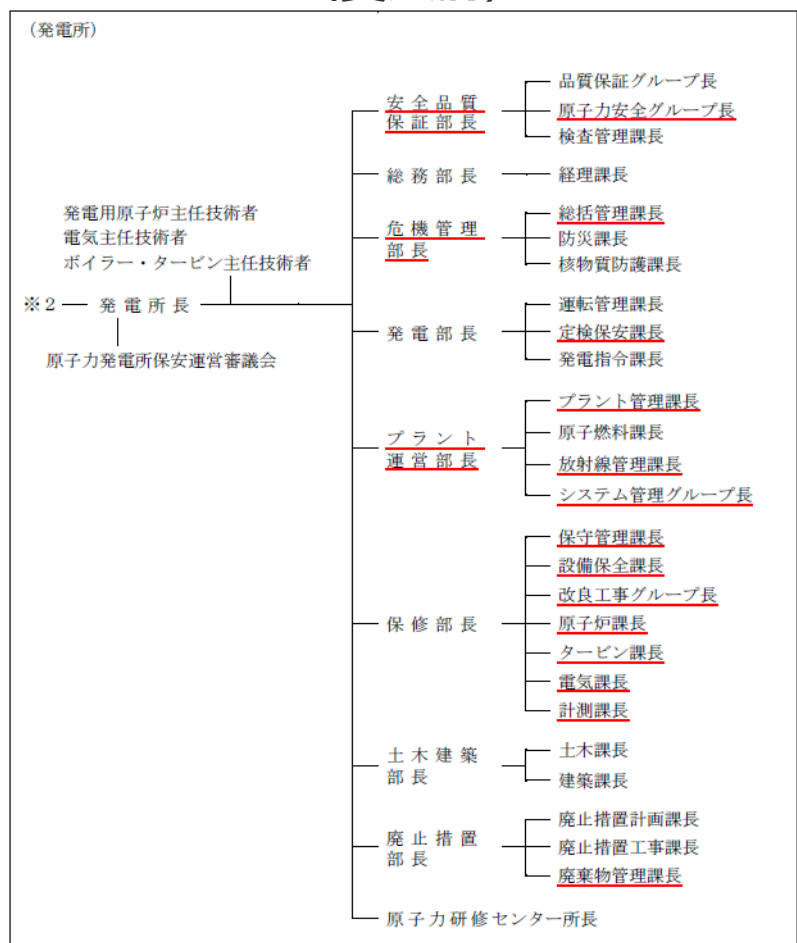 (発電所)
品質保証グループ長
安全品質
保証部長
原子力安全グループ長
検査管理課長
総務部長
経理課長
発電用原子炉主任技術者
電気主任技術者
ボイラー・タービン主任技術者
※2
発電所長
原子力発電所保安運営審議会
危機管理
部長
総括管理課長
防災課長
核物質防護課長
発電部長
運転管理課長
定検保安課長
発電指令課長
プラント
運営部長
プラント管理課長
原子燃料課長
放射線管理課長
システム管理グループ長
保修部長
保守管理課長
設備保全課長
改良工事グループ長
原子炉課長
タービン課長
電気課長
計測課長
土木建築
部長
土木課長
建築課長
廃止措置
部長
廃止措置計画課長
廃止措置工事課長
廃棄物管理課長
原子力研修センター所長